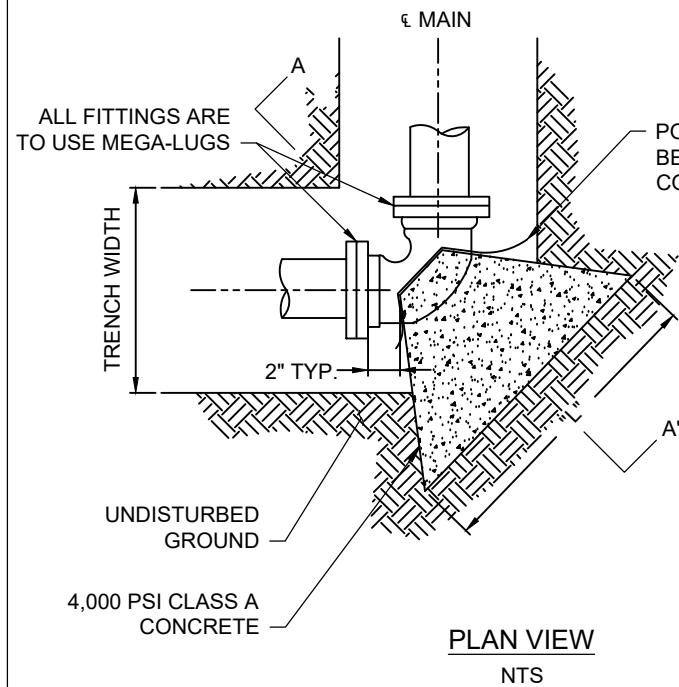 ℄ MAIN
A
ALL FITTINGS ARE
TO USE MEGA-LUGS
TRENCH WIDTH
2" TYP.
L
A'
UNDISTURBED
GROUND
4,000 PSI CLASS A
CONCRETE
PLAN VIEW
NTS